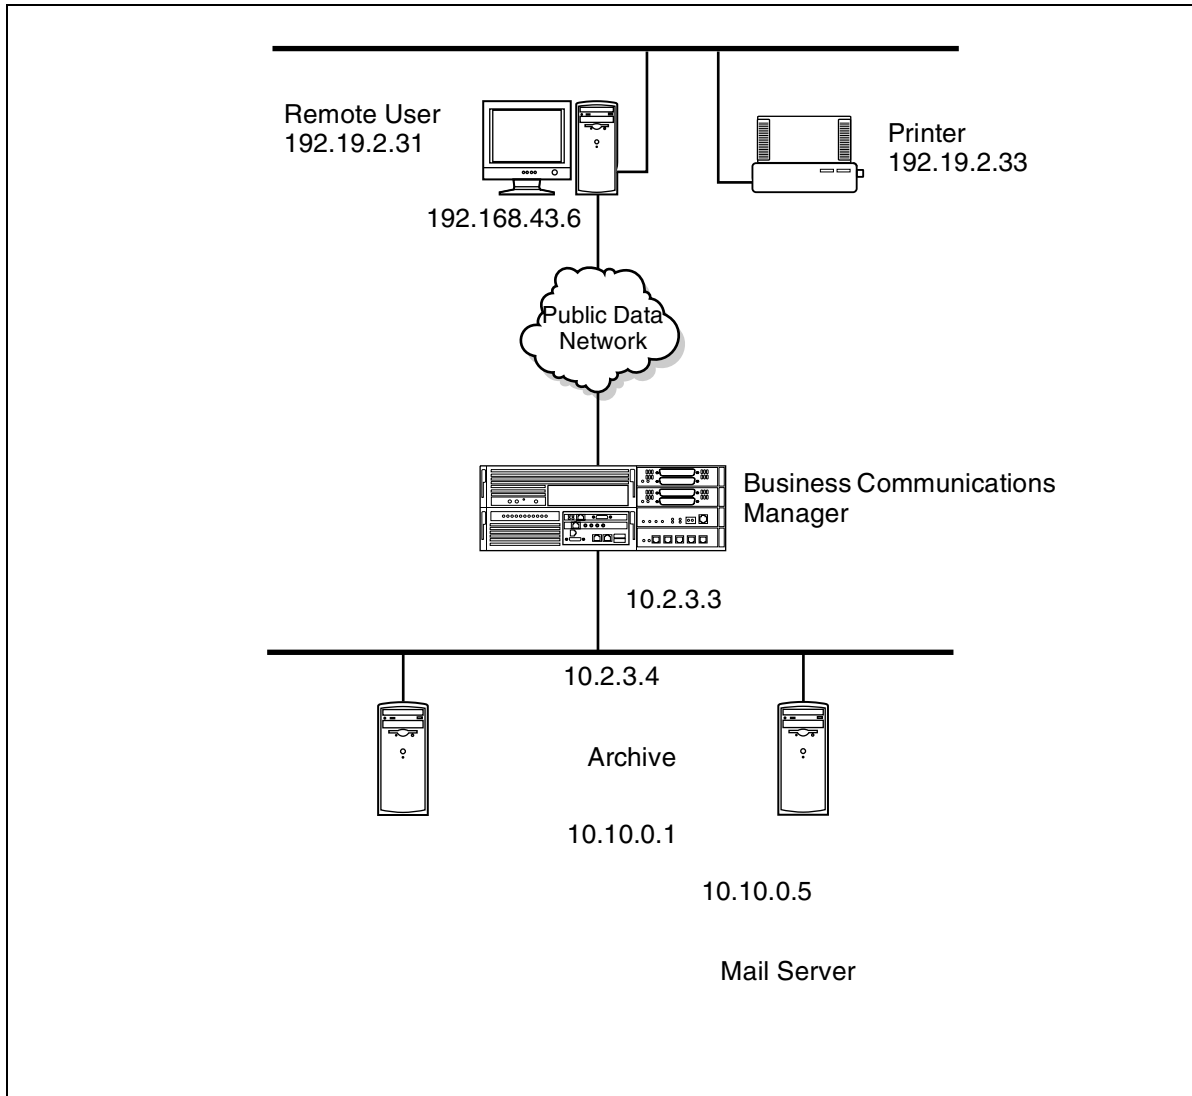 Remote User
192.19.2.31
Printer
192.19.2.33
192.168.43.6
Public Data
Network
Business Communications
Manager
10.2.3.3
10.2.3.4
Archive
10.10.0.1
10.10.0.5
Mail Server